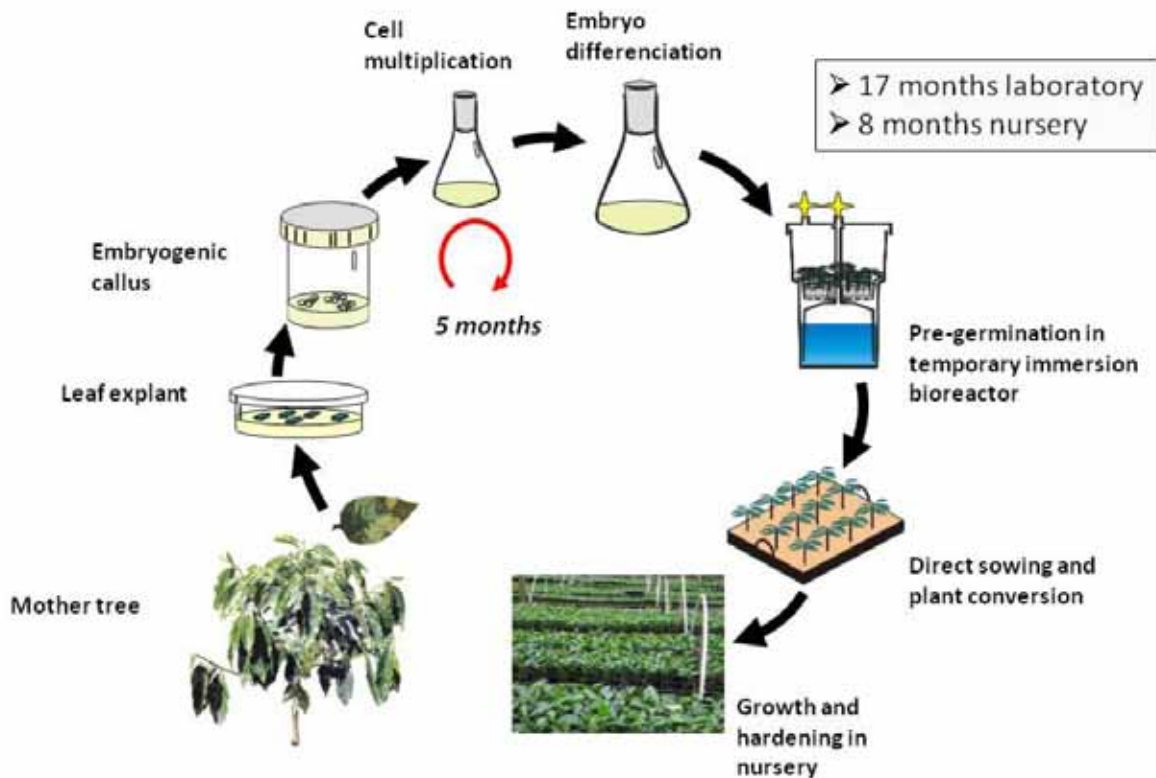 Cell
multiplication
Embryo
differenciation
➢ 17 months laboratory
➢ 8 months nursery
Embryogenic
callus
5 months
Pre-germination in
temporary immersion
bioreactor
Leaf explant
Direct sowing and
plant conversion
Mother tree
Growth and
hardening in
nursery